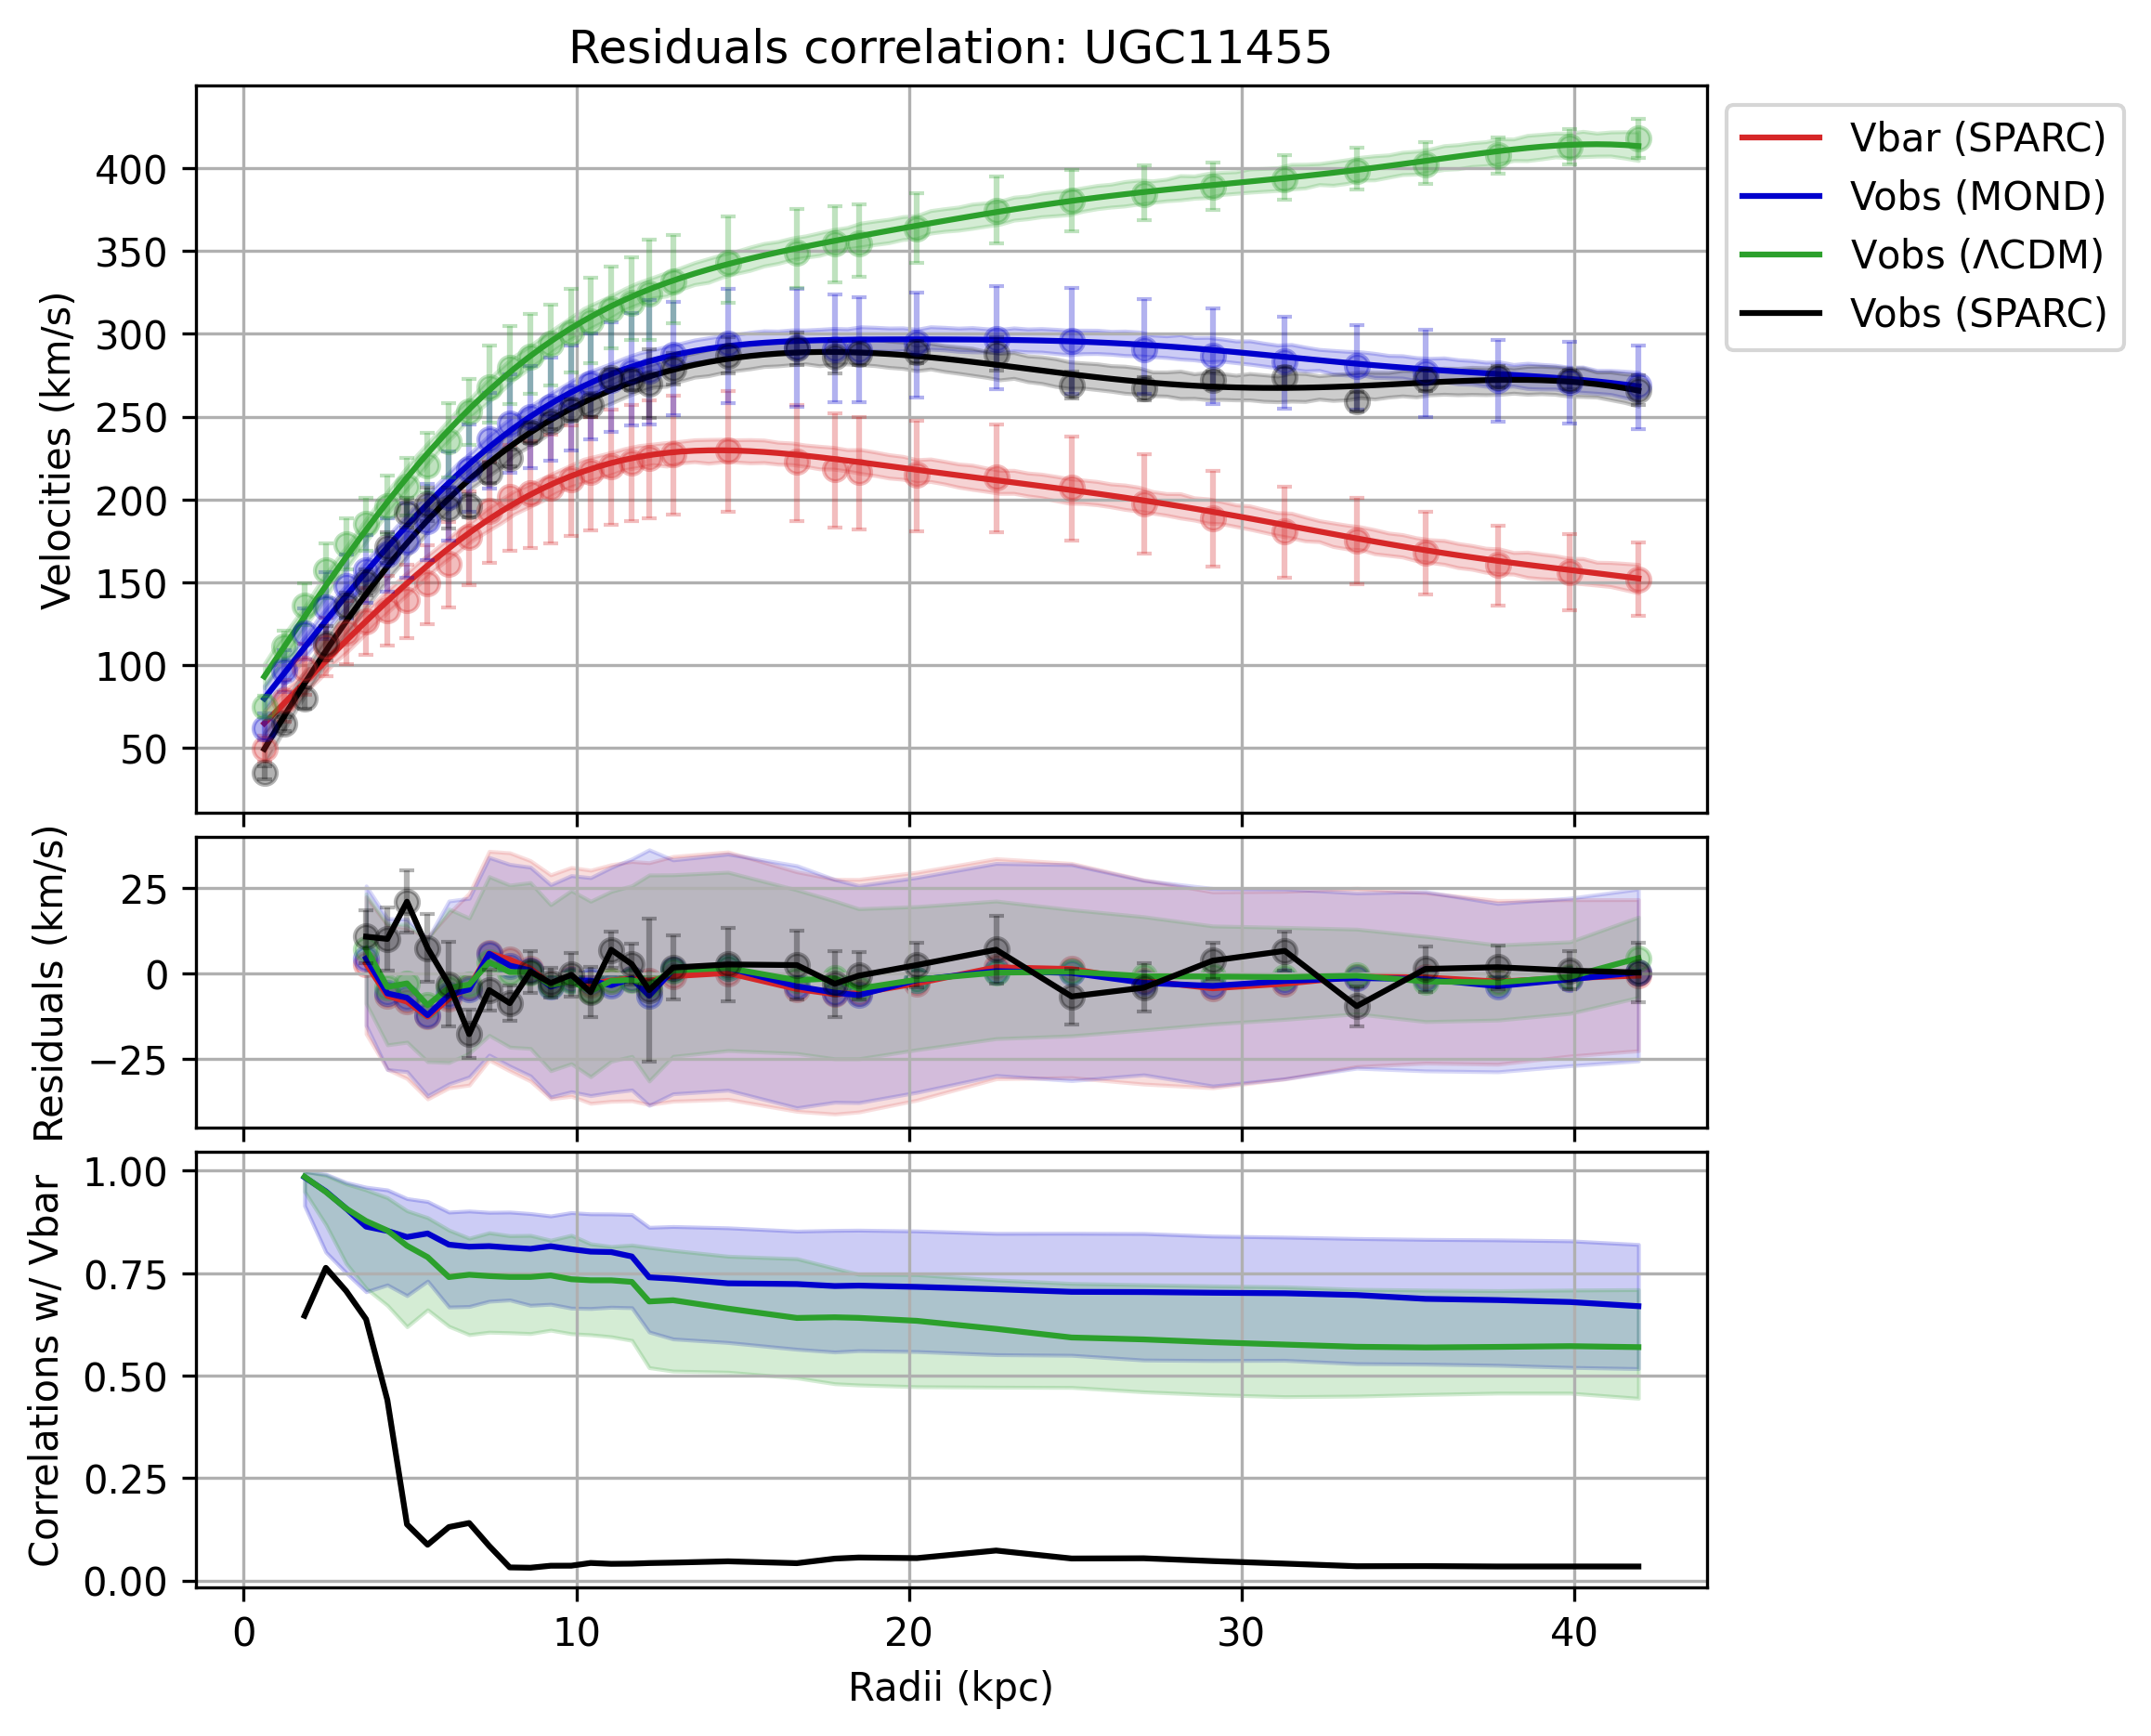 Residuals correlation: UGC11455
Velocities (km/s)
400
350
300
250
200
150
100
50
Vbar (SPARC)
Vobs (MOND)
Vobs (ΛCDM)
Vobs (SPARC)
Residuals (km/s)
25
0
−25
Correlations w/ Vbar
1.00
0.75
0.50
0.25
0.00
0 10 20 30 40
Radii (kpc)